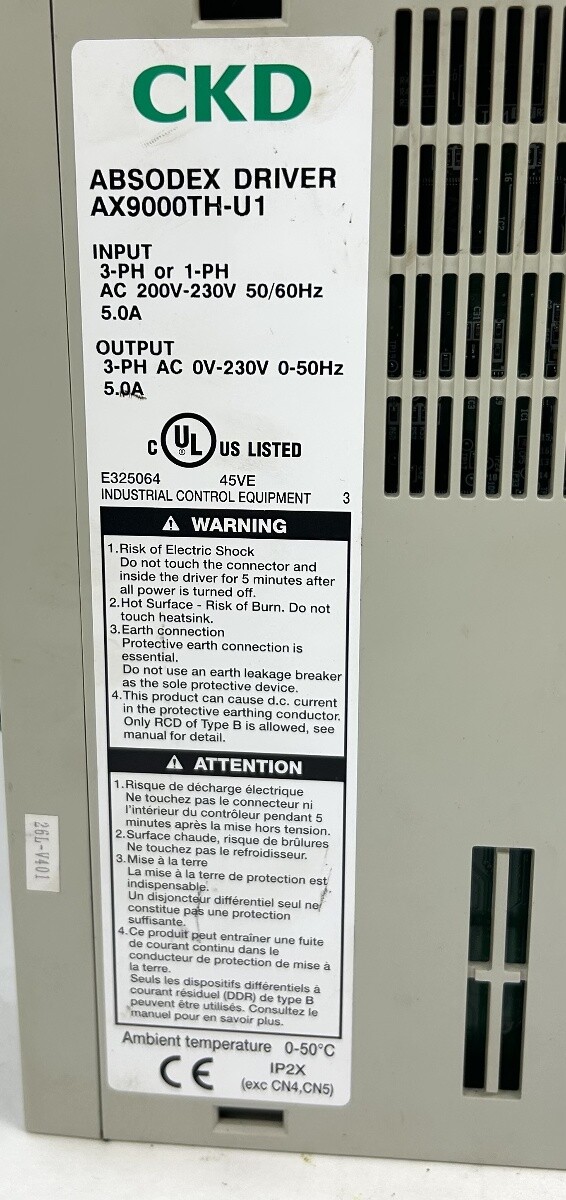 CKD
ABSODEX DRIVER
AX9000TH-U1
INPUT
3-PH or 1-PH
AC 200V-230V 50/60Hz
5.0A
OUTPUT
3-PH AC 0V-230V 0-50Hz
5.0A
C UL ® US LISTED
E325064 45VE
INDUSTRIAL CONTROL EQUIPMENT 3
WARNING
1.Risk of Electric Shock
Do not touch the connector and
inside the driver for 5 minutes after
all power is turned off.
2.Hot Surface - Risk of Burn. Do not
touch heatsink.
3.Earth connection
Protective earth connection is
essential.
Do not use an earth leakage breaker
as the sole protective device.
4.This product can cause d.c. current
in the protective earthing conductor.
Only RCD of Type B is allowed, see
manual for detail.
ATTENTION
1.Risque de décharge électrique
Ne touchez pas le connecteur ni
l'intérieur du contrôleur pendant 5
minutes après la mise hors tension.
2.Surface chaude, risque de brûlures
Ne touchez pas le refroidisseur.
3.Mise à la terre
La mise à la terre de protection est
indispensable.
Un disjoncteur différentiel seul ne
constitue pas une protection
suffisante.
4.Ce produit peut entraîner une fuite
de courant continu dans le
conducteur de protection de mise à
la terre.
Seuls les dispositifs différentiels à
courant résiduel (DDR) de type B
peuvent être utilisés. Consultez le
manuel pour en savoir plus.
Ambient temperature 0-50°C
CE IP2X
(exc CN4,CN5)
26L-V401